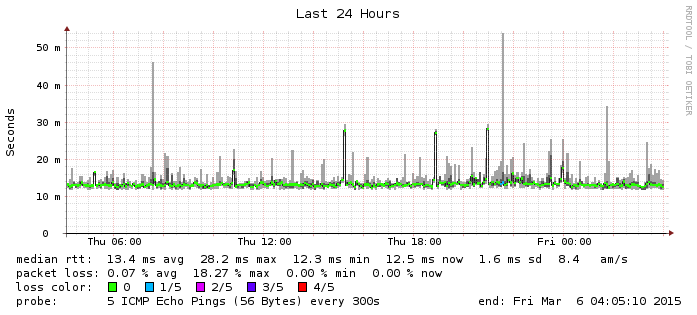 Last 24 Hours
RRDTOOL / TOBI OETIKER
Seconds
50 m
40 m
30 m
20 m
10 m
0
Thu 06:00 Thu 12:00 Thu 18:00 Fri 00:00
median rtt: 13.4 ms avg 28.2 ms max 12.3 ms min 12.5 ms now 1.6 ms sd 8.4 am/s
packet loss: 0.07 % avg 18.27 % max 0.00 % min 0.00 % now
loss color: 0 1/5 2/5 3/5 4/5
probe: 5 ICMP Echo Pings (56 Bytes) every 300s end: Fri Mar 6 04:05:10 2015